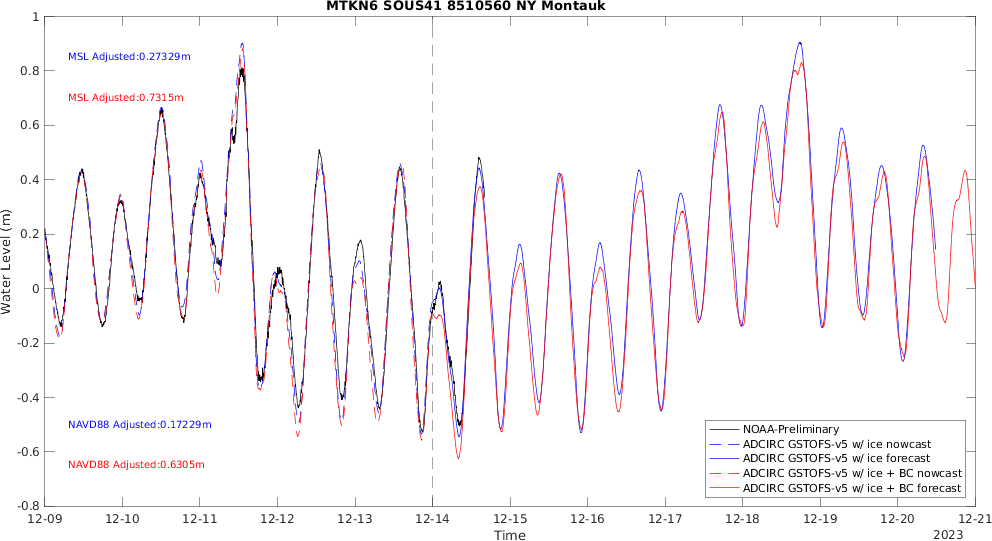 MTKN6 SOUS41 8510560 NY Montauk
Water Level (m)
1
0.8
0.6
0.4
0.2
0
-0.2
-0.4
-0.6
-0.8
MSL Adjusted:0.27329m
MSL Adjusted:0.7315m
NAVD88 Adjusted:0.17229m
NAVD88 Adjusted:0.6305m
NOAA-Preliminary
ADCIRC GSTOFS-v5 w/ ice nowcast
ADCIRC GSTOFS-v5 w/ ice forecast
ADCIRC GSTOFS-v5 w/ ice + BC nowcast
ADCIRC GSTOFS-v5 w/ ice + BC forecast
12-09 12-10 12-11 12-12 12-13 12-14 12-15 12-16 12-17 12-18 12-19 12-20 12-21
Time
2023